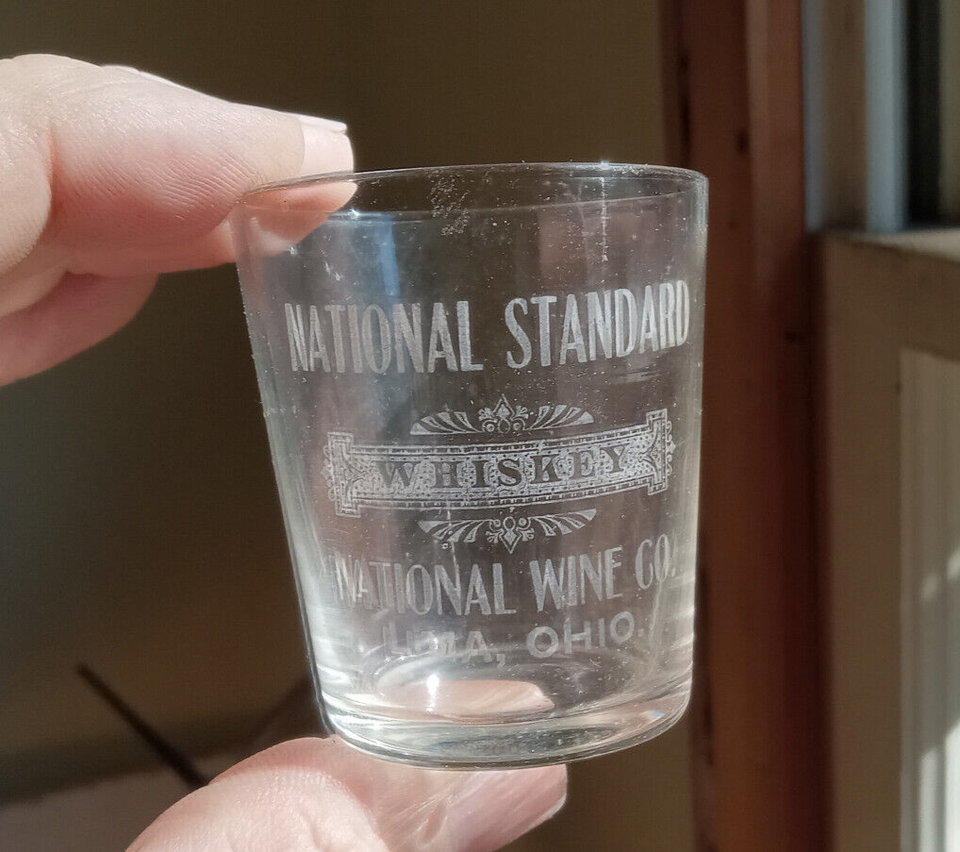 NATIONAL STANDARD
WHISKEY
NATIONAL WINE CO.
LIMA, OHIO.